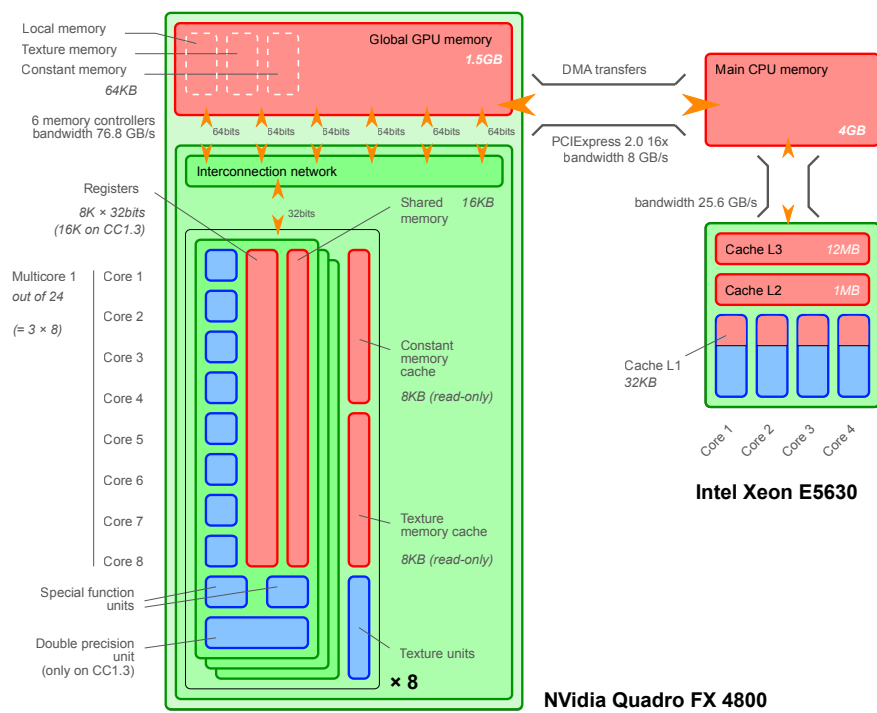 Local memory
Texture memory
Constant memory
64KB
Global GPU memory
1.5GB
DMA transfers
Main CPU memory
4GB
6 memory controllers
bandwidth 76.8 GB/s
64bits
64bits
64bits
64bits
64bits
64bits
PCIExpress 2.0 16x
bandwidth 8 GB/s
Interconnection network
Registers
8K × 32bits
(16K on CC1.3)
32bits
Shared
memory
16KB
bandwidth 25.6 GB/s
Cache L3
12MB
Cache L2
1MB
Cache L1
32KB
Core 1
Core 2
Core 3
Core 4
Intel Xeon E5630
Multicore 1
out of 24
(= 3 × 8)
Core 1
Core 2
Core 3
Core 4
Core 5
Core 6
Core 7
Core 8
Constant
memory
cache
8KB (read-only)
Texture
memory cache
8KB (read-only)
Special function
units
Double precision
unit
(only on CC1.3)
Texture units
× 8
NVidia Quadro FX 4800